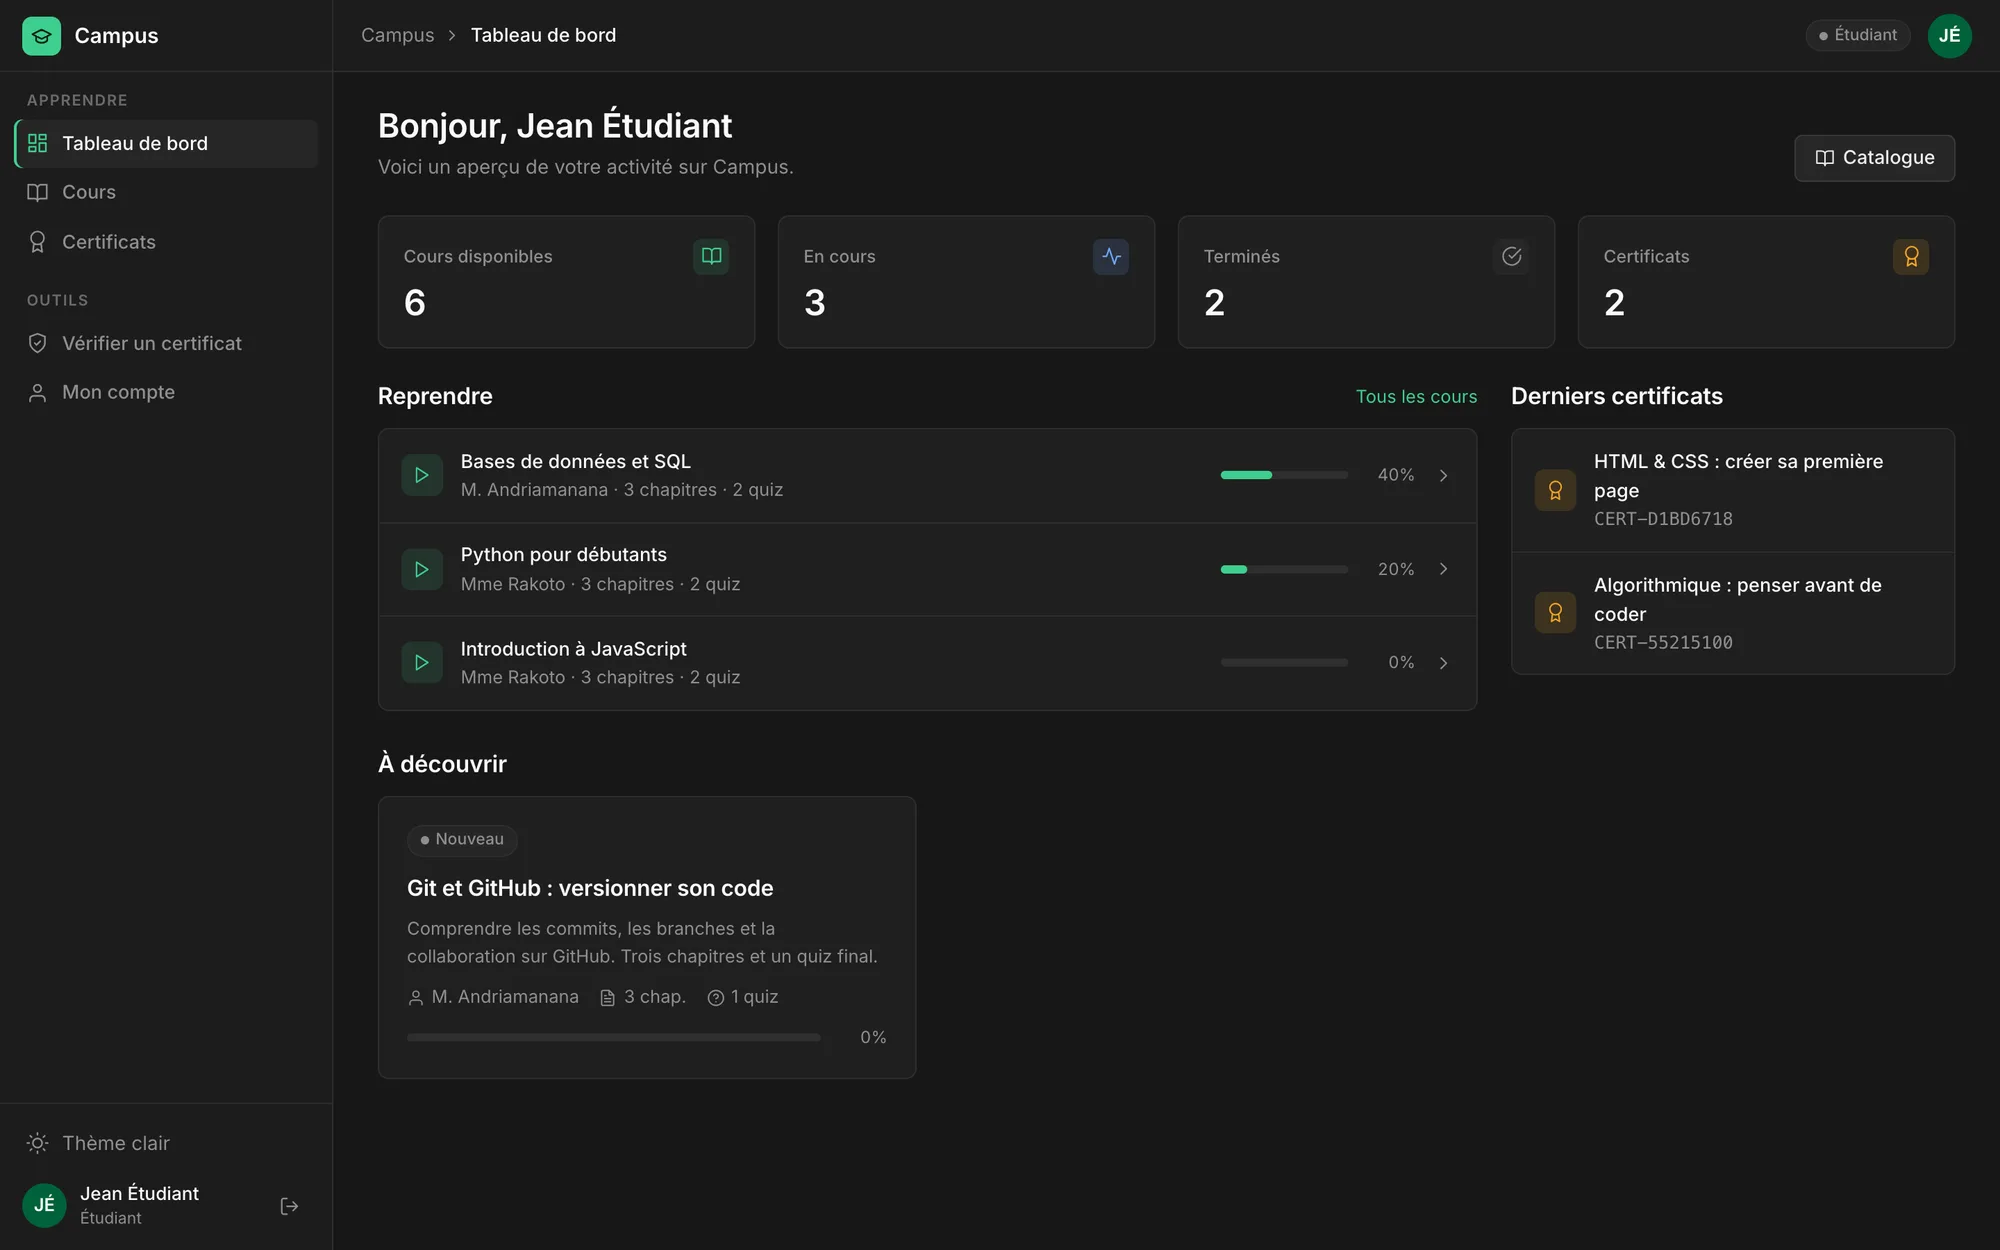 Campus
APPRENDRE
Tableau de bord
Cours
Certificats
OUTILS
Vérifier un certificat
Mon compte
Thème clair
JÉ
Jean Étudiant
Étudiant
Campus > Tableau de bord
Étudiant
JÉ
Bonjour, Jean Étudiant
Voici un aperçu de votre activité sur Campus.
Catalogue
Cours disponibles
6
En cours
3
Terminés
2
Certificats
2
Reprendre
Tous les cours
Bases de données et SQL
M. Andriamanana · 3 chapitres · 2 quiz
40%
Python pour débutants
Mme Rakoto · 3 chapitres · 2 quiz
20%
Introduction à JavaScript
Mme Rakoto · 3 chapitres · 2 quiz
0%
Derniers certificats
HTML & CSS : créer sa première
page
CERT-D1BD6718
Algorithmique : penser avant de
coder
CERT-55215100
À découvrir
Nouveau
Git et GitHub : versionner son code
Comprendre les commits, les branches et la
collaboration sur GitHub. Trois chapitres et un quiz final.
M. Andriamanana 3 chap. 1 quiz
0%